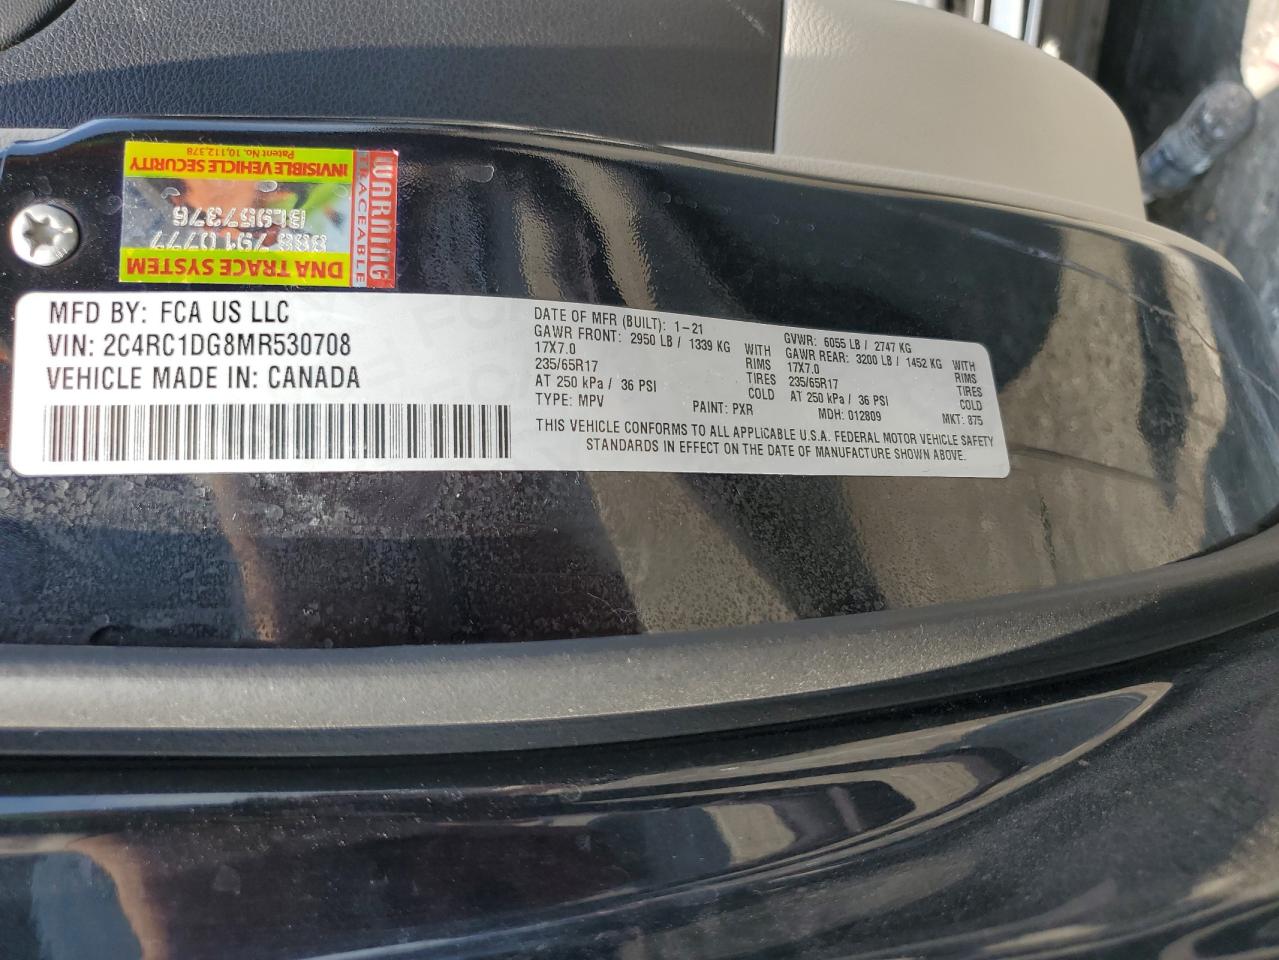 WARNING
TRACEABLE
DNA TRACE SYSTEM
888 791 0777
BL957376
INVISIBLE VEHICLE SECURITY
Patent No. 10,112,378
MFD BY: FCA US LLC
VIN: 2C4RC1DG8MR530708
VEHICLE MADE IN: CANADA
DATE OF MFR (BUILT): 1-21 GVWR: 6055 LB / 2747 KG
GAWR FRONT: 2950 LB / 1339 KG WITH GAWR REAR: 3200 LB / 1452 KG WITH
17X7.0 RIMS 17X7.0 RIMS
235/65R17 TIRES 235/65R17 TIRES
AT 250 kPa / 36 PSI COLD AT 250 kPa / 36 PSI COLD
TYPE: MPV PAINT: PXR MDH: 012809 MKT: 875
THIS VEHICLE CONFORMS TO ALL APPLICABLE U.S.A. FEDERAL MOTOR VEHICLE SAFETY
STANDARDS IN EFFECT ON THE DATE OF MANUFACTURE SHOWN ABOVE.